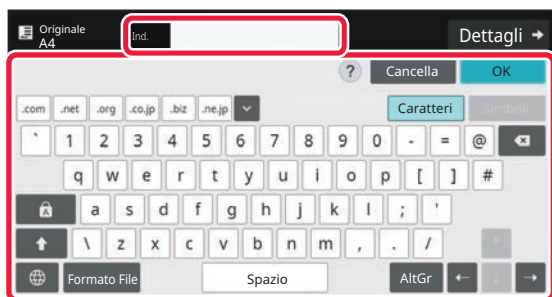 Originale
A4
Ind.
Dettagli →
?
Cancella
OK
.com .net .org .co.jp .biz .ne.jp
Caratteri
Simboli
` 1 2 3 4 5 6 7 8 9 0 - = @
q w e r t y u i o p [ ] #
A a s d f g h j k l ; '
\ z x c v b n m , . /
Formato File
Spazio
AltGr ← ↓ →